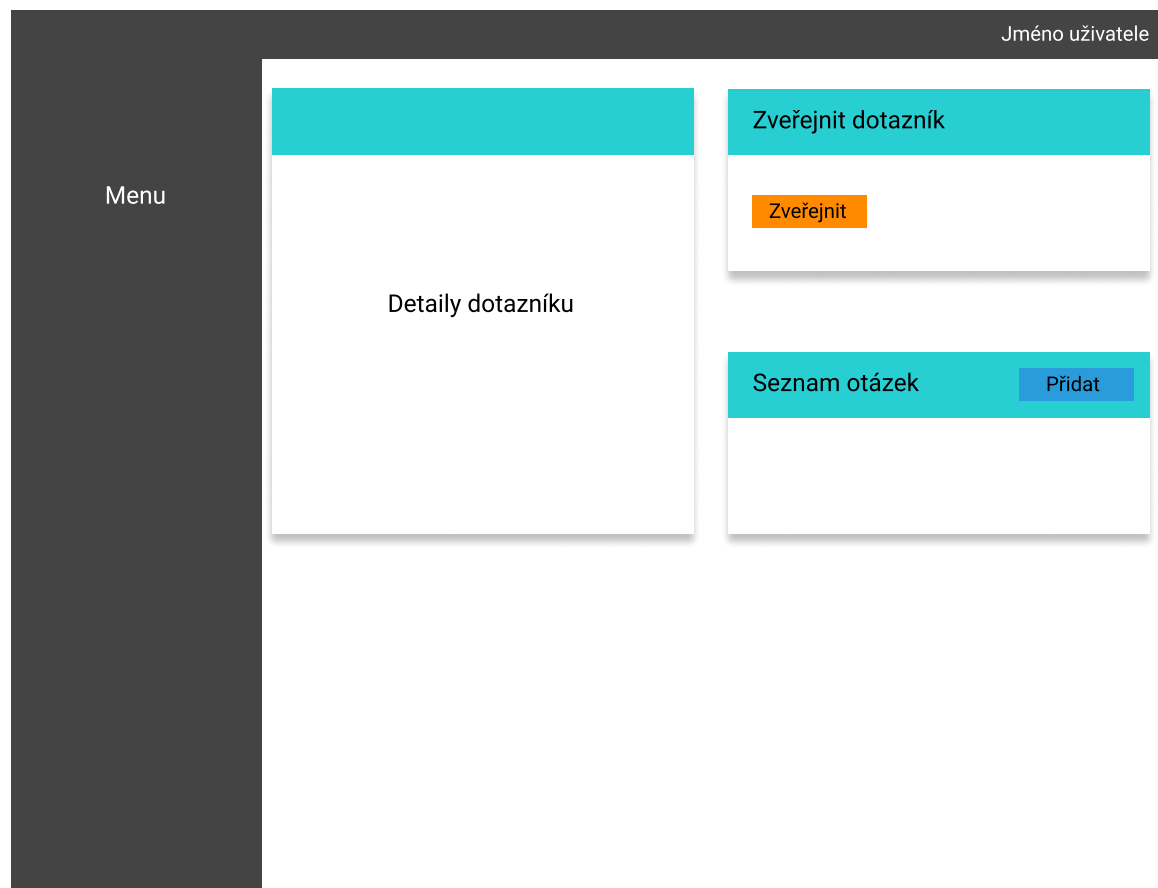 Jméno uživatele
Menu
Detaily dotazníku
Zveřejnit dotazník
Zveřejnit
Seznam otázek
Přidat